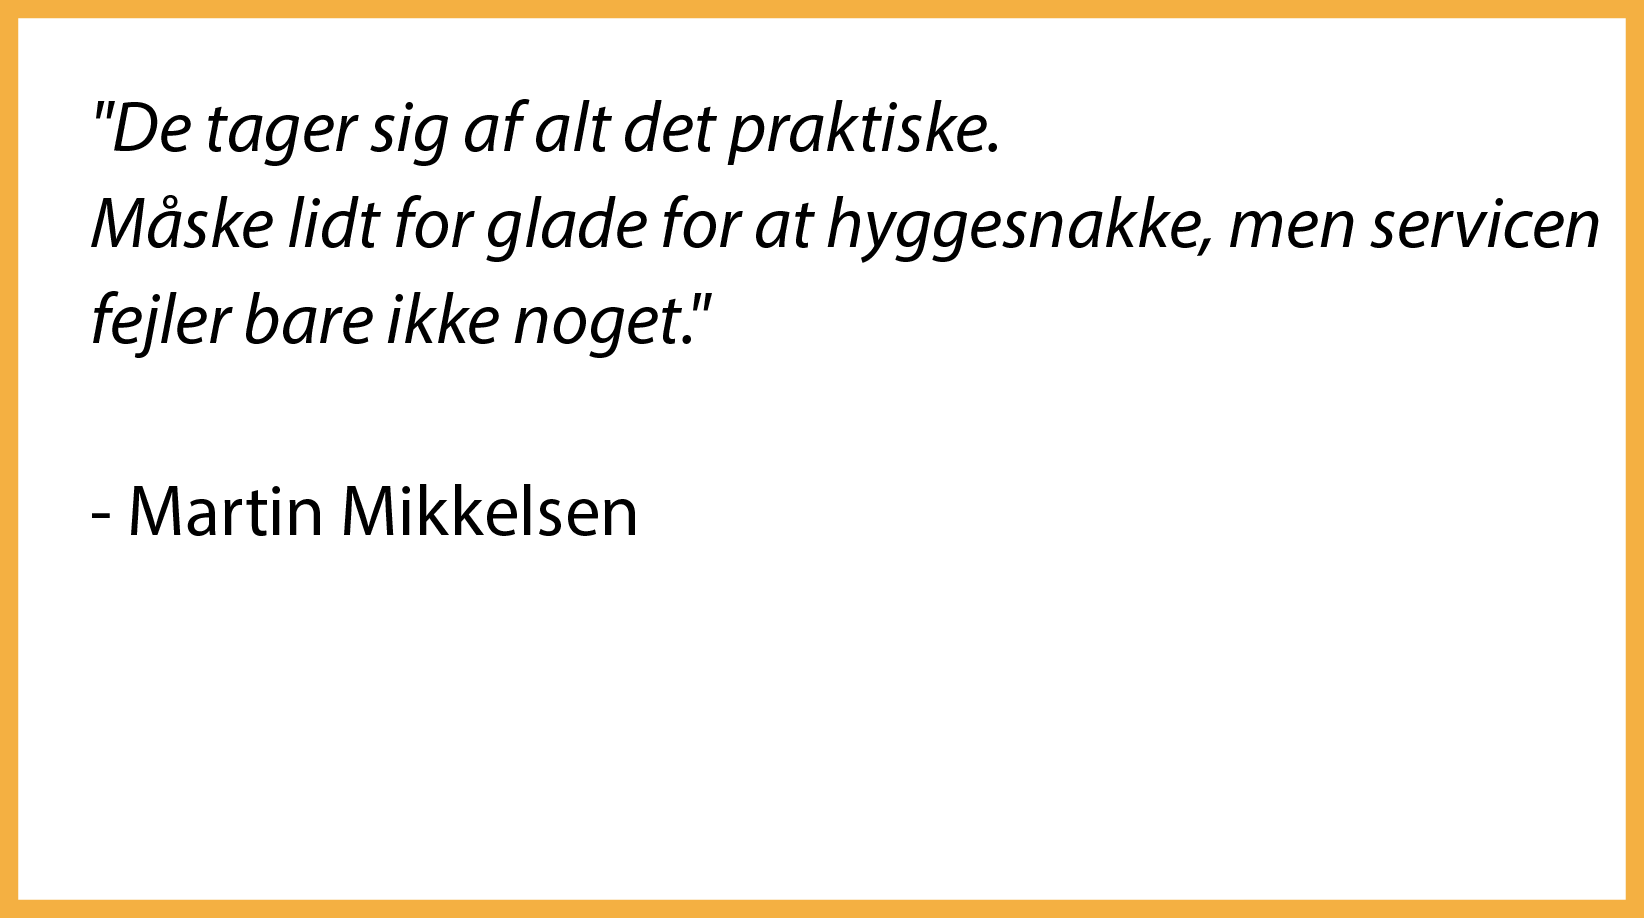 "De tager sig af alt det praktiske.
Måske lidt for glade for at hyggesnakke, men servicen
fejler bare ikke noget."
- Martin Mikkelsen